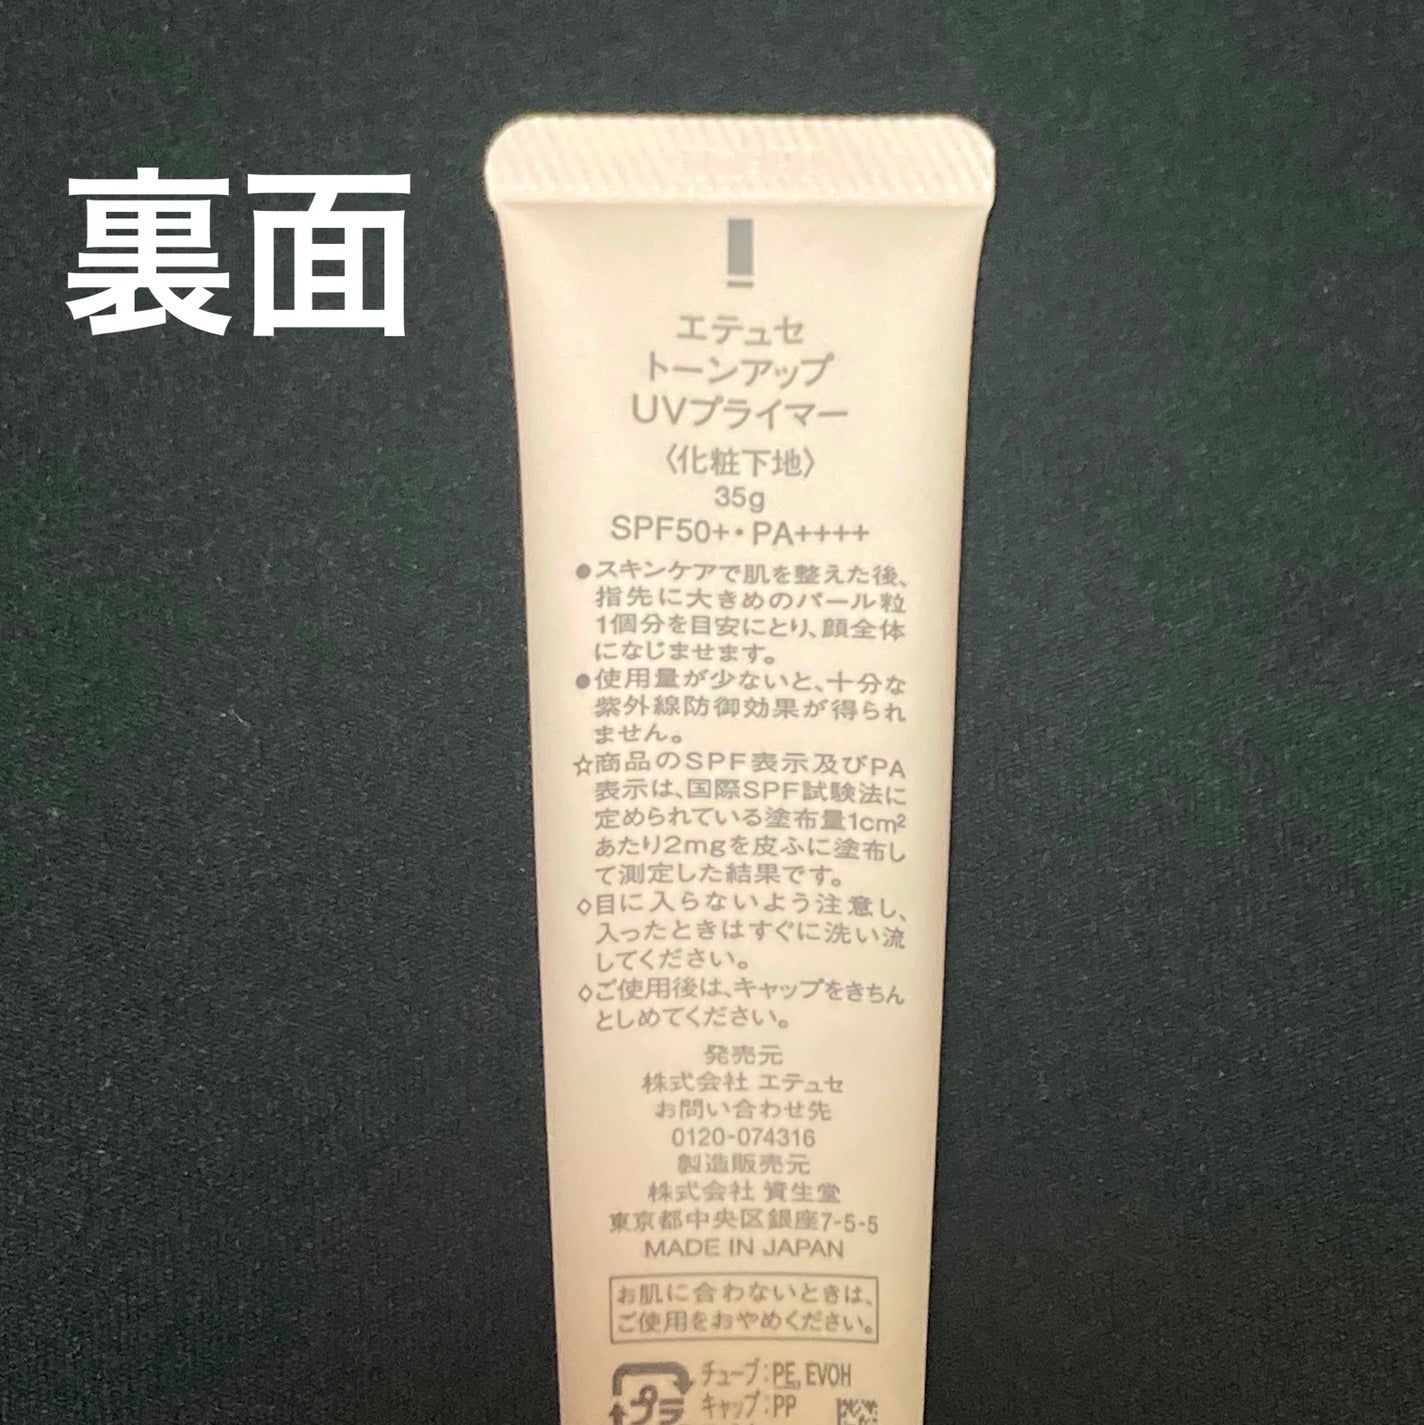 裏面
エテュセ
トーンアップ
UVプライマー
〈化粧下地〉
35g
SPF50+・PA++++
●スキンケアで肌を整えた後、
指先に大きめのパール粒
1個分を目安にとり、顔全体
になじませます。
●使用量が少ないと、十分な
紫外線防御効果が得られ
ません。
☆商品のSPF表示及びPA
表示は、国際SPF試験法に
定められている塗布量1cm²
あたり2mgを皮ふに塗布し
て測定した結果です。
◇目に入らないよう注意し、
入ったときはすぐに洗い流
してください。
◇ご使用後は、キャップをきちん
としめてください。
発売元
株式会社 エテュセ
お問い合わせ先
0120-074316
製造販売元
株式会社 資生堂
東京都中央区銀座7-5-5
MADE IN JAPAN
お肌に合わないときは、
ご使用をおやめください。
プラ
チューブ:PE, EVOH
キャップ:PP